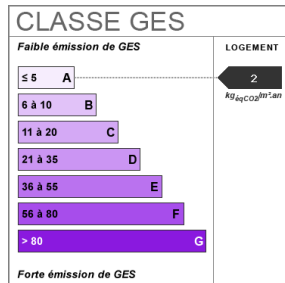 CLASSE GES
Faible émission de GES
LOGEMENT
≤ 5 A
2
kgéqCO2/m².an
6 à 10 B
11 à 20 C
21 à 35 D
36 à 55 E
56 à 80 F
> 80 G
Forte émission de GES